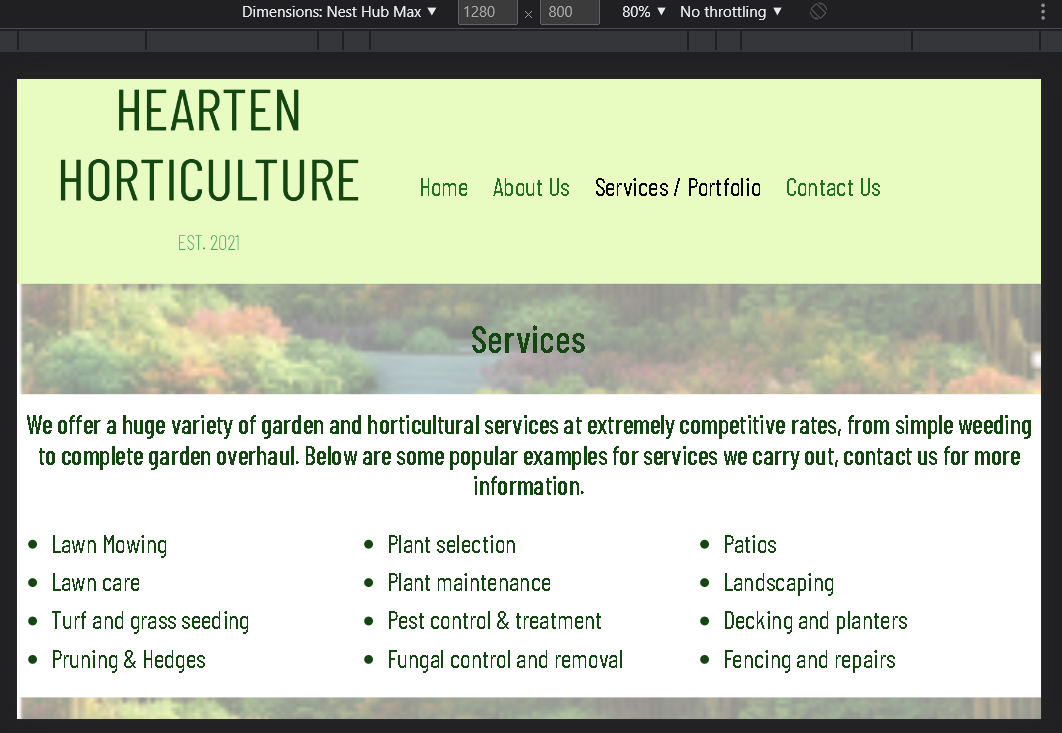 Dimensions: Nest Hub Max ▼ 1280 × 800 80% ▼ No throttling ▼
HEARTEN
HORTICULTURE
EST. 2021
Home About Us Services / Portfolio Contact Us
Services
We offer a huge variety of garden and horticultural services at extremely competitive rates, from simple weeding
to complete garden overhaul. Below are some popular examples for services we carry out, contact us for more
information.
• Lawn Mowing
• Lawn care
• Turf and grass seeding
• Pruning & Hedges
• Plant selection
• Plant maintenance
• Pest control & treatment
• Fungal control and removal
• Patios
• Landscaping
• Decking and planters
• Fencing and repairs